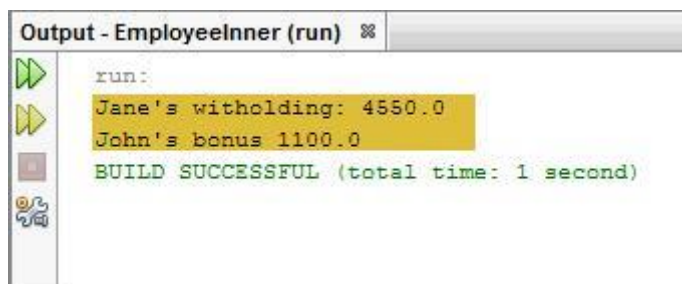 Output - EmployeeInner (run)
run:
Jane's witholding: 4550.0
John's bonus 1100.0
BUILD SUCCESSFUL (total time: 1 second)